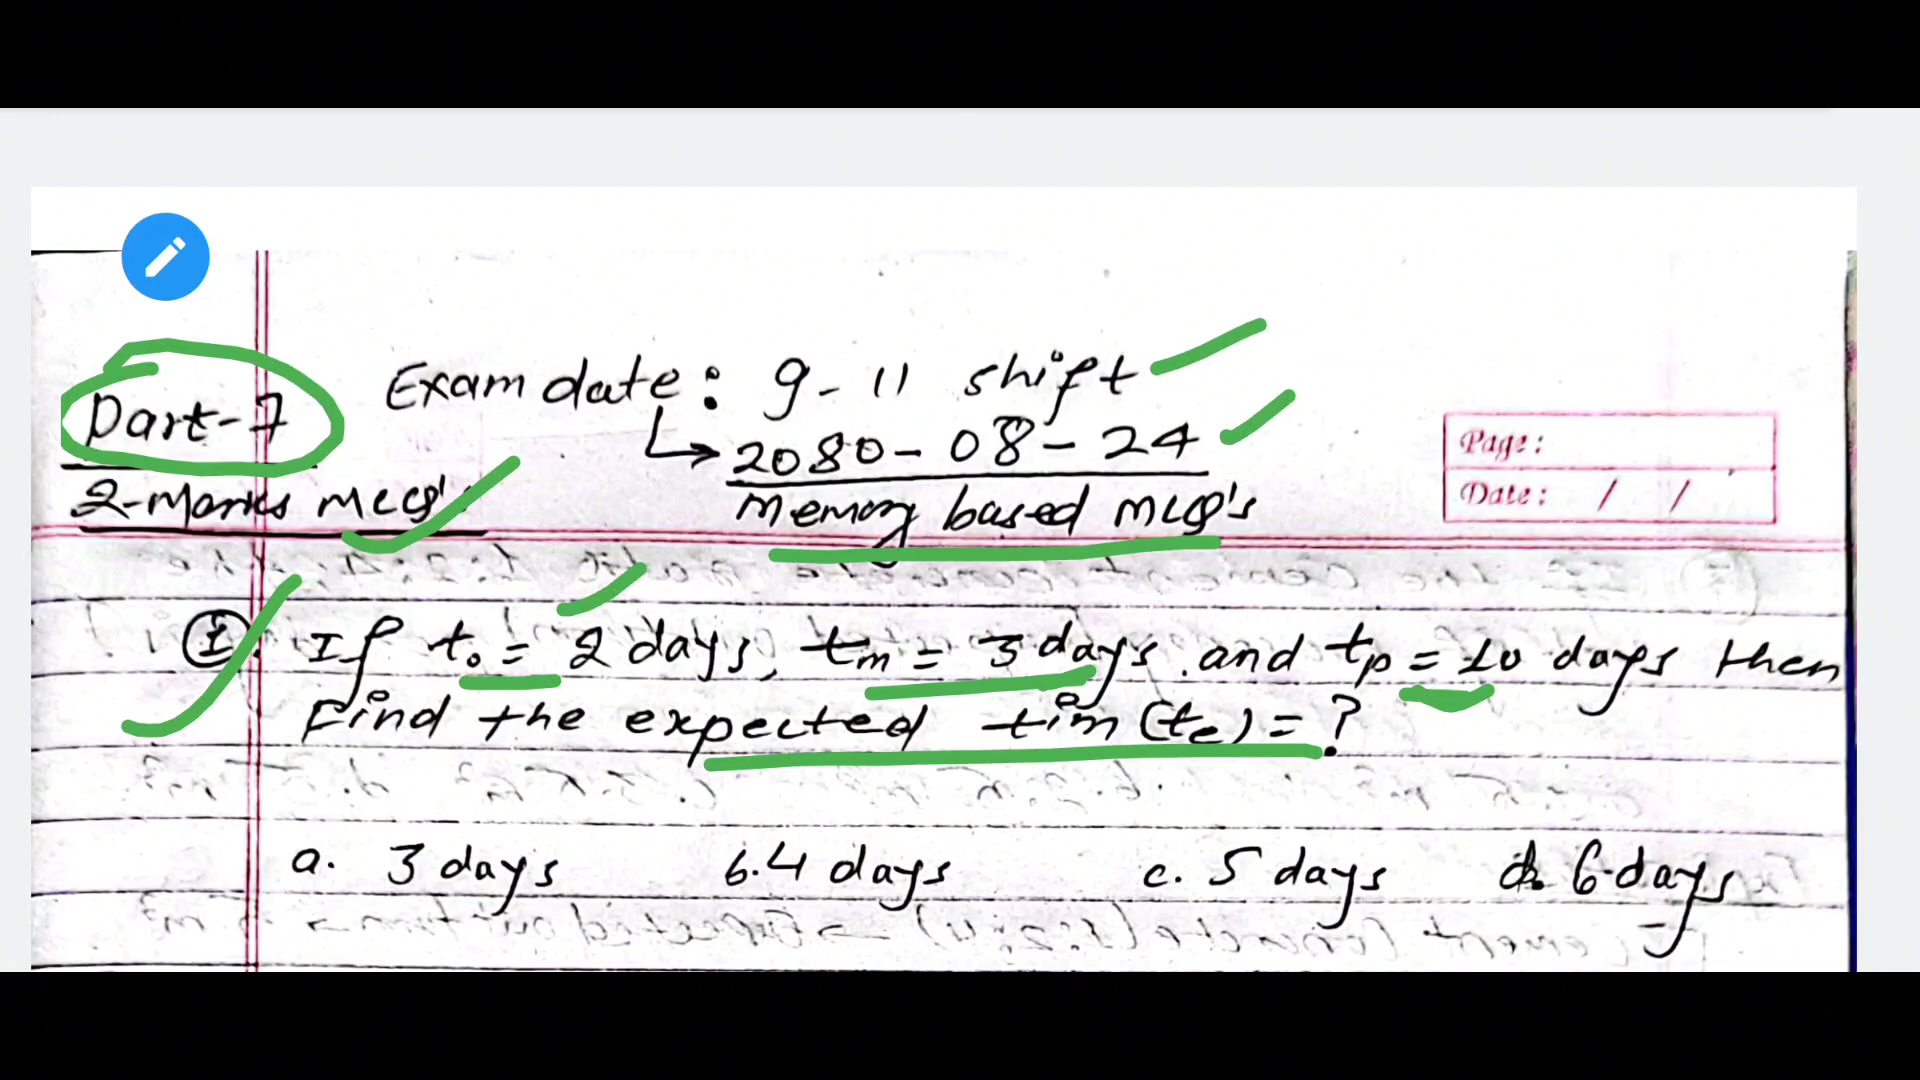 Part-7
2-Marks MCQ's
Exam date: 9-11 shift
2080-08-24
Memory based MCQ's
Page:
Date: / /
1. If to = 2 days, tm = 3 days and tp = 10 days then
Find the expected tim (te) = ?
a. 3 days b. 4 days c. 5 days d. 6 days